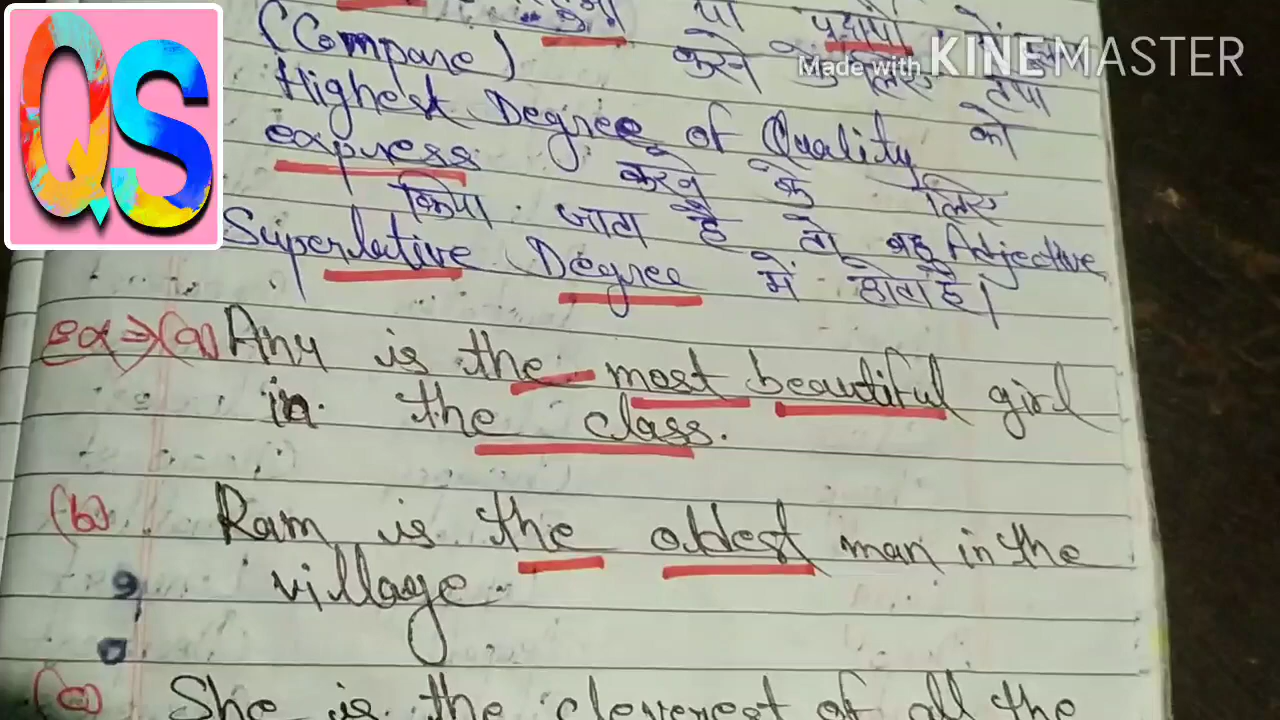 QS
Made with KINEMASTER
या पदार्थो में
(Compare) करने के लिए तथा
Highest Degree of Quality को
express करने के लिए
किया जाता है तो वह Adjective
Superlative Degree में होता है।
ex ⇒ (a) Anu is the most beautiful girl
in the class.
(b) Ram is the oldest man in the
village.
(c) She is the cleverest of all the